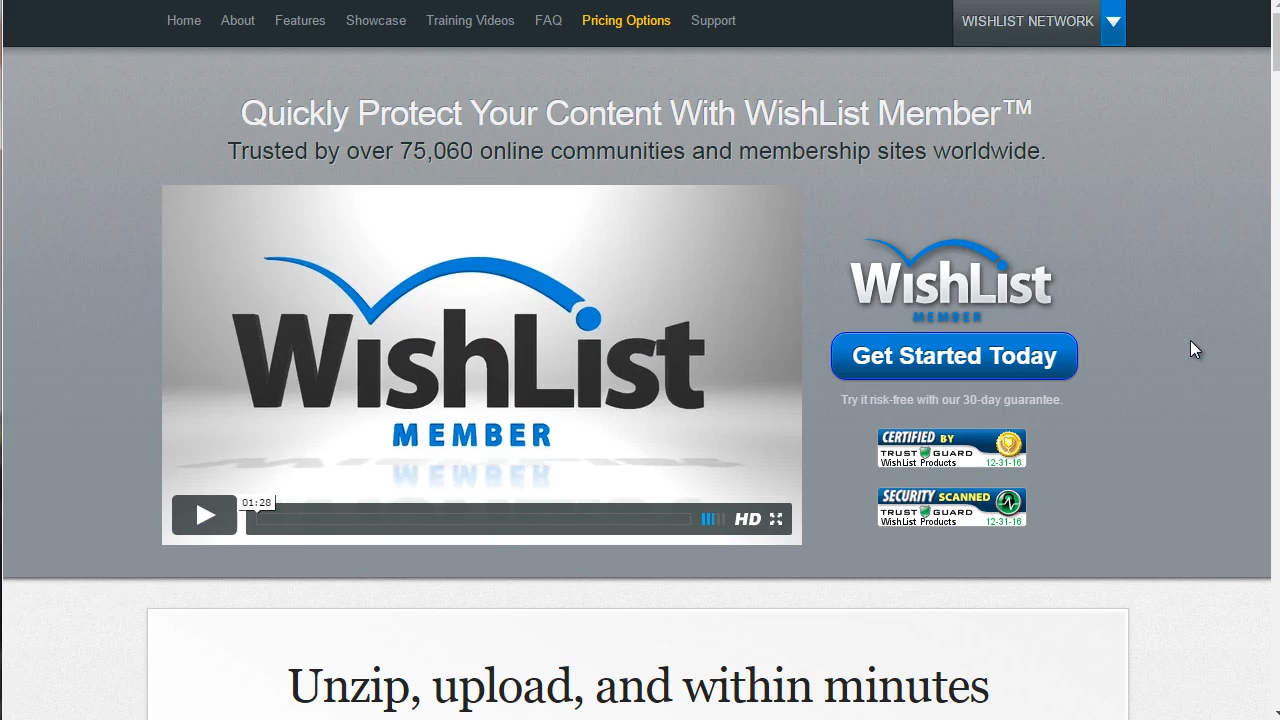 Home About Features Showcase Training Videos FAQ Pricing Options Support WISHLIST NETWORK
Quickly Protect Your Content With WishList Member™
Trusted by over 75,060 online communities and membership sites worldwide.
WishList
MEMBER
01:28
HD
WishList
MEMBER
Get Started Today
Try it risk-free with our 30-day guarantee.
CERTIFIED BY
TRUST GUARD
WishList Products 12-31-16
SECURITY SCANNED
TRUST GUARD
WishList Products 12-31-16
Unzip, upload, and within minutes